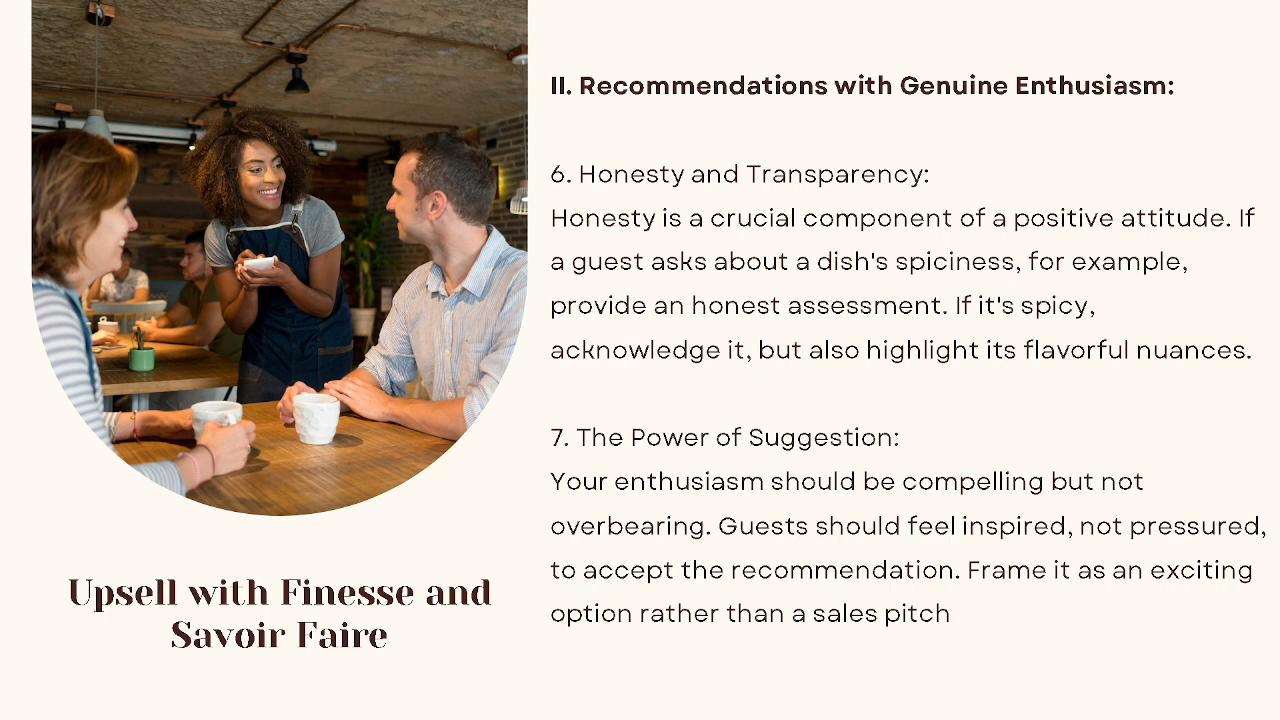 II. Recommendations with Genuine Enthusiasm:
6. Honesty and Transparency:
Honesty is a crucial component of a positive attitude. If
a guest asks about a dish's spiciness, for example,
provide an honest assessment. If it's spicy,
acknowledge it, but also highlight its flavorful nuances.
7. The Power of Suggestion:
Your enthusiasm should be compelling but not
overbearing. Guests should feel inspired, not pressured,
to accept the recommendation. Frame it as an exciting
option rather than a sales pitch
Upsell with Finesse and
Savoir Faire